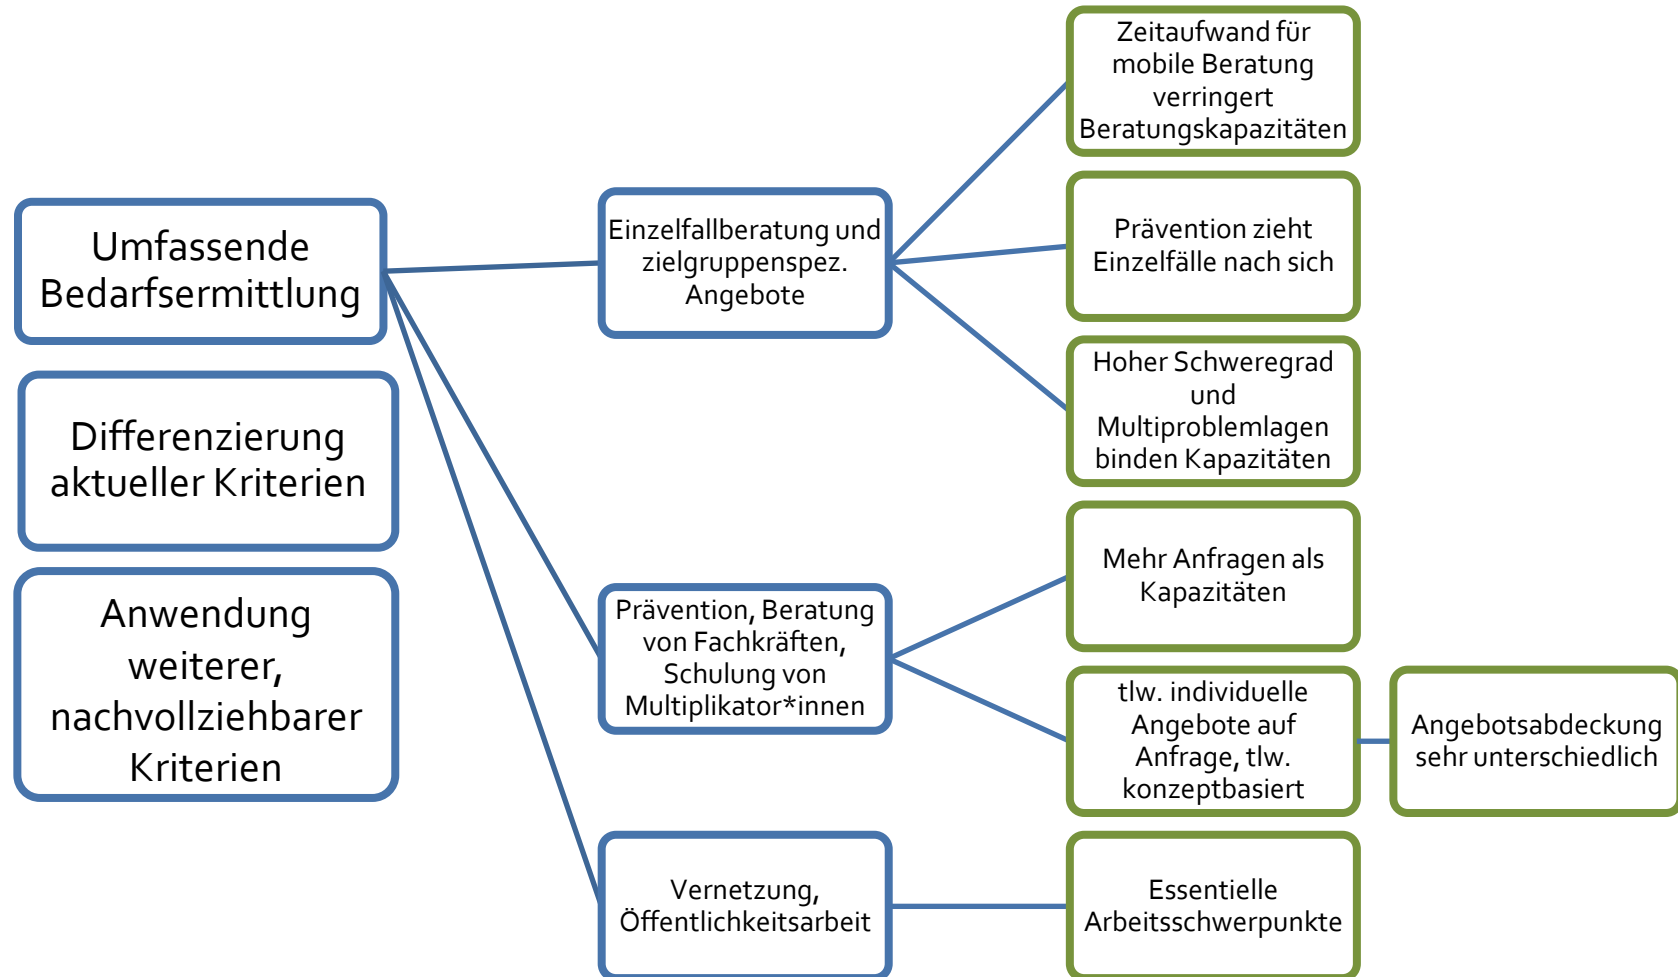 Umfassende
Bedarfsermittlung
Differenzierung
aktueller Kriterien
Anwendung
weiterer,
nachvollziehbarer
Kriterien
Einzelfallberatung und
zielgruppenspez.
Angebote
Prävention, Beratung
von Fachkräften,
Schulung von
Multiplikator*innen
Vernetzung,
Öffentlichkeitsarbeit
Zeitaufwand für
mobile Beratung
verringert
Beratungskapazitäten
Prävention zieht
Einzelfälle nach sich
Hoher Schweregrad
und
Multiproblemlagen
binden Kapazitäten
Mehr Anfragen als
Kapazitäten
tlw. individuelle
Angebote auf
Anfrage, tlw.
konzeptbasiert
Essentielle
Arbeitsschwerpunkte
Angebotsabdeckung
sehr unterschiedlich